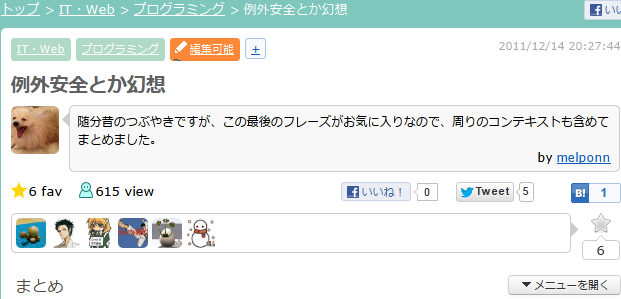 トップ > IT・Web > プログラミング > 例外安全とか幻想
IT・Web プログラミング 編集可能 +
2011/12/14 20:27:44
例外安全とか幻想
随分昔のつぶやきですが、この最後のフレーズがお気に入りなので、周りのコンテキストも含めて
まとめました。
by melponn
6 fav 615 view いいね! 0 Tweet 5 B! 1
6
まとめ メニューを開く